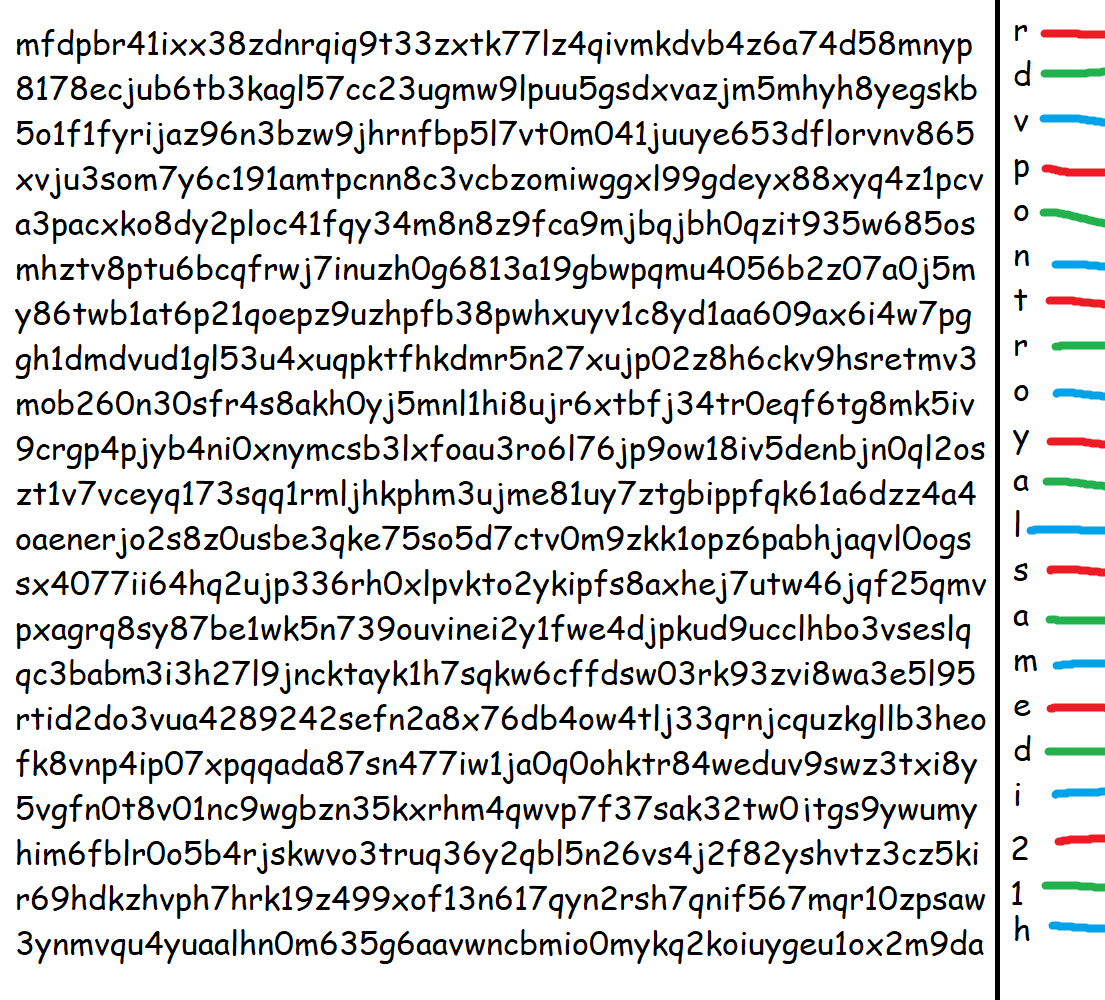 mfdpbr41ixx38zdnrqiq9t33zxtk77lz4qivmkdvb4z6a74d58mnyp r
8178ecjub6tb3kagl57cc23ugmw9lpuu5gsdxvazjm5mhyh8yegskb d
5o1f1fyrijaz96n3bzw9jhrnfbp5l7vt0m041juuye653dflorvnv865 v
xvju3som7y6c191amtpcnn8c3vcbzomiwggxl99gdeyx88xyq4z1pcv p
a3pacxko8dy2ploc41fqy34m8n8z9fca9mjbqjbh0qzit935w685os o
mhztv8ptu6bcqfrwj7inuzh0g6813a19gbwpqmu4056b2z07a0j5m n
y86twb1at6p21qoepz9uzhpfb38pwhxuyv1c8yd1aa609ax6i4w7pg t
gh1dmdvud1gl53u4xuqpktfhkdmr5n27xujp02z8h6ckv9hsretmv3 r
mob260n30sfr4s8akh0yj5mnl1hi8ujr6xtbfj34tr0eqf6tg8mk5iv o
9crgp4pjyb4ni0xnymcsb3lxfoau3ro6l76jp9ow18iv5denbjn0ql2os y
zt1v7vceyq173sqq1rmljhkphm3ujme81uy7ztgbippfqk61a6dzz4a4 a
oaenerjo2s8z0usbe3qke75so5d7ctv0m9zkk1opz6pabhjaqvl0ogs l
sx4077ii64hq2ujp336rh0xlpvkto2ykipfs8axhej7utw46jqf25qmv s
pxagrq8sy87be1wk5n739ouvinei2y1fwe4djpkud9ucclhbo3vseslq a
qc3babm3i3h27l9jncktayk1h7sqkw6cffdsw03rk93zvi8wa3e5l95 m
rtid2do3vua4289242sefn2a8x76db4ow4tlj33qrnjcquzkgllb3heo e
fk8vnp4ip07xpqqada87sn477iw1ja0q0ohktr84weduv9swz3txi8y d
5vgfn0t8v01nc9wgbzn35kxrhm4qwvp7f37sak32tw0itgs9ywumy i
him6fblr0o5b4rjskwvo3truq36y2qbl5n26vs4j2f82yshvtz3cz5ki 2
r69hdkzhvph7hrk19z499xof13n617qyn2rsh7qnif567mqr10zpsaw 1
3ynmvqu4yuaalhn0m635g6aavwncbmio0mykq2koiuygeu1ox2m9da h